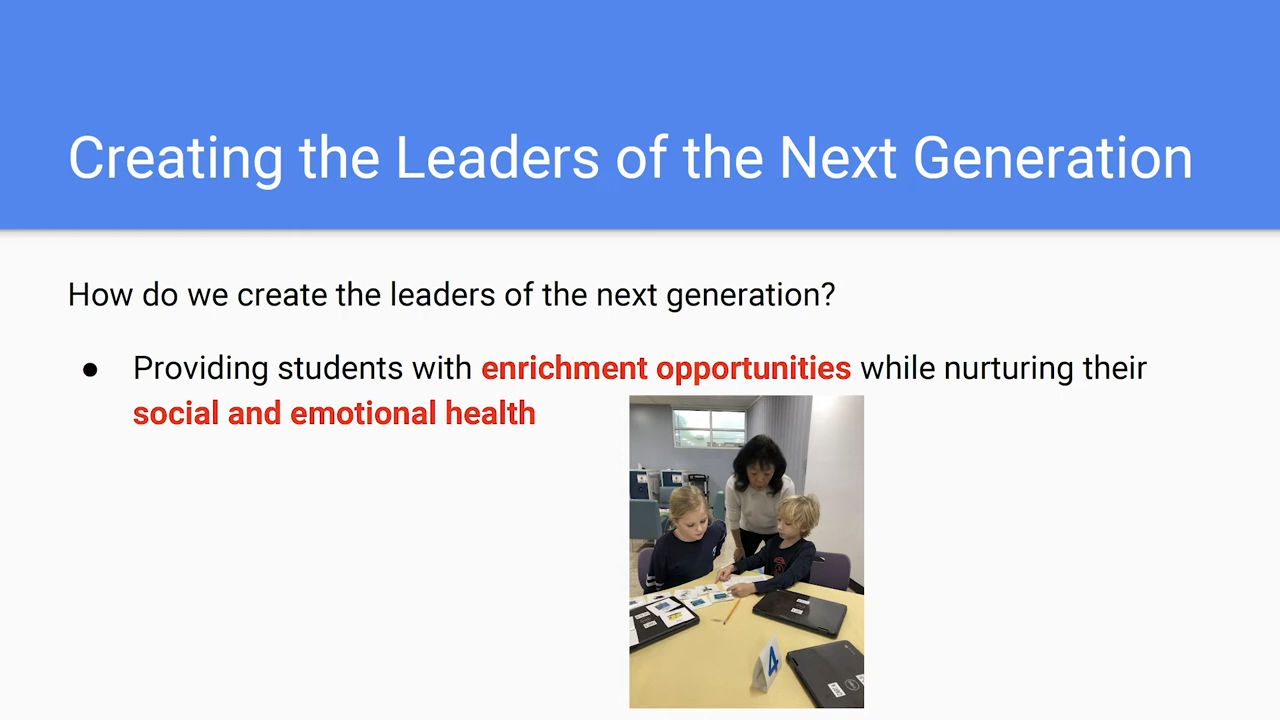 Creating the Leaders of the Next Generation
How do we create the leaders of the next generation?
● Providing students with enrichment opportunities while nurturing their
social and emotional health
4